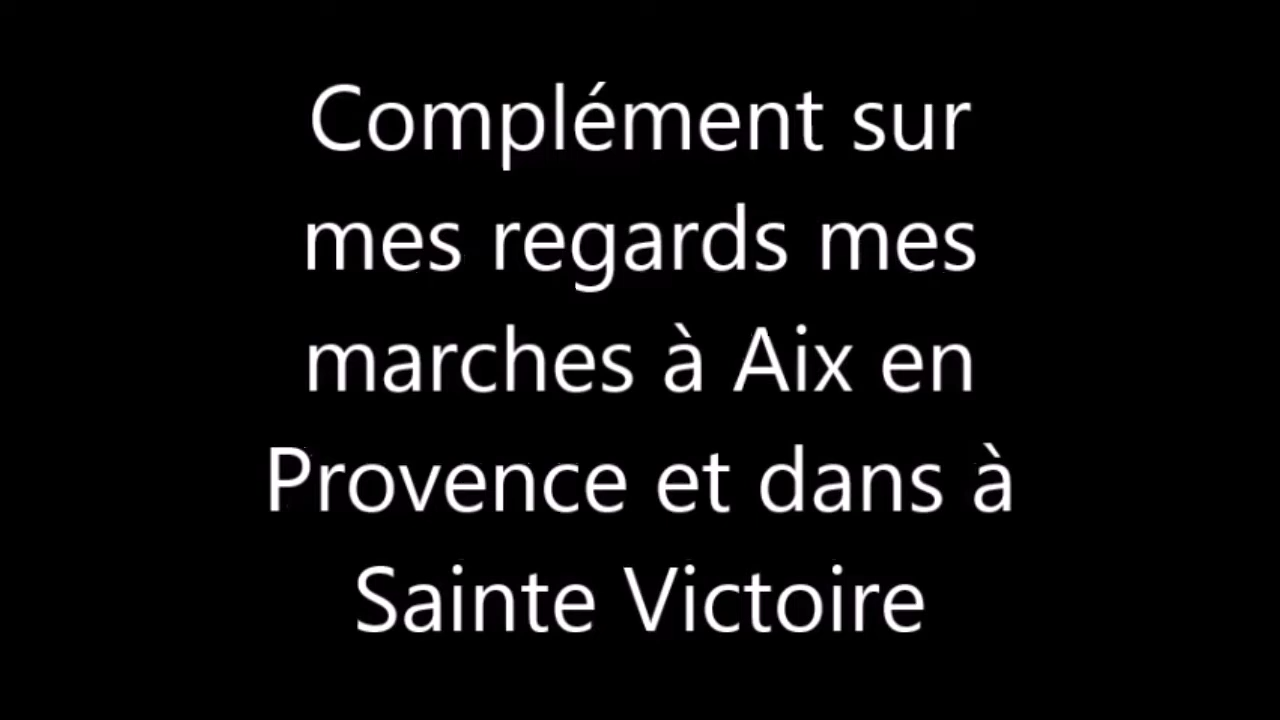 Complément sur
mes regards mes
marches à Aix en
Provence et dans à
Sainte Victoire